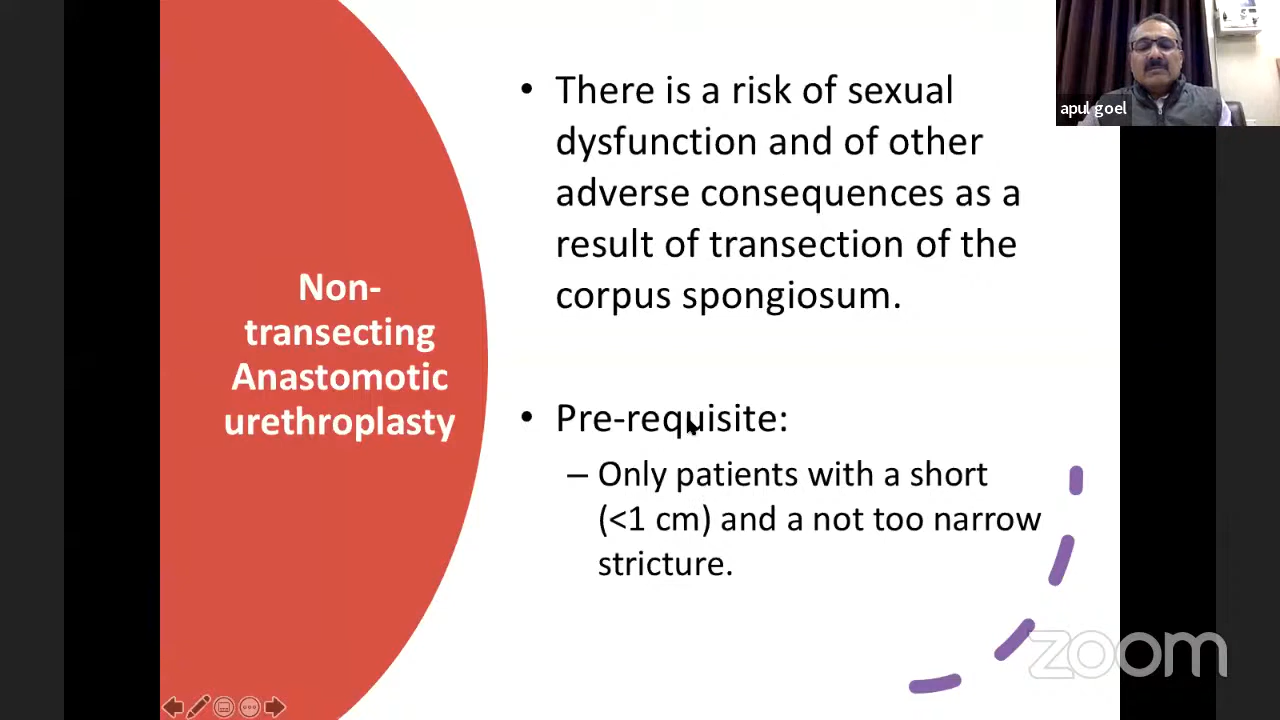 Non-
transecting
Anastomotic
urethroplasty
• There is a risk of sexual
dysfunction and of other
adverse consequences as a
result of transection of the
corpus spongiosum.
• Pre-requisite:
– Only patients with a short
(<1 cm) and a not too narrow
stricture.
apul goel
zoom